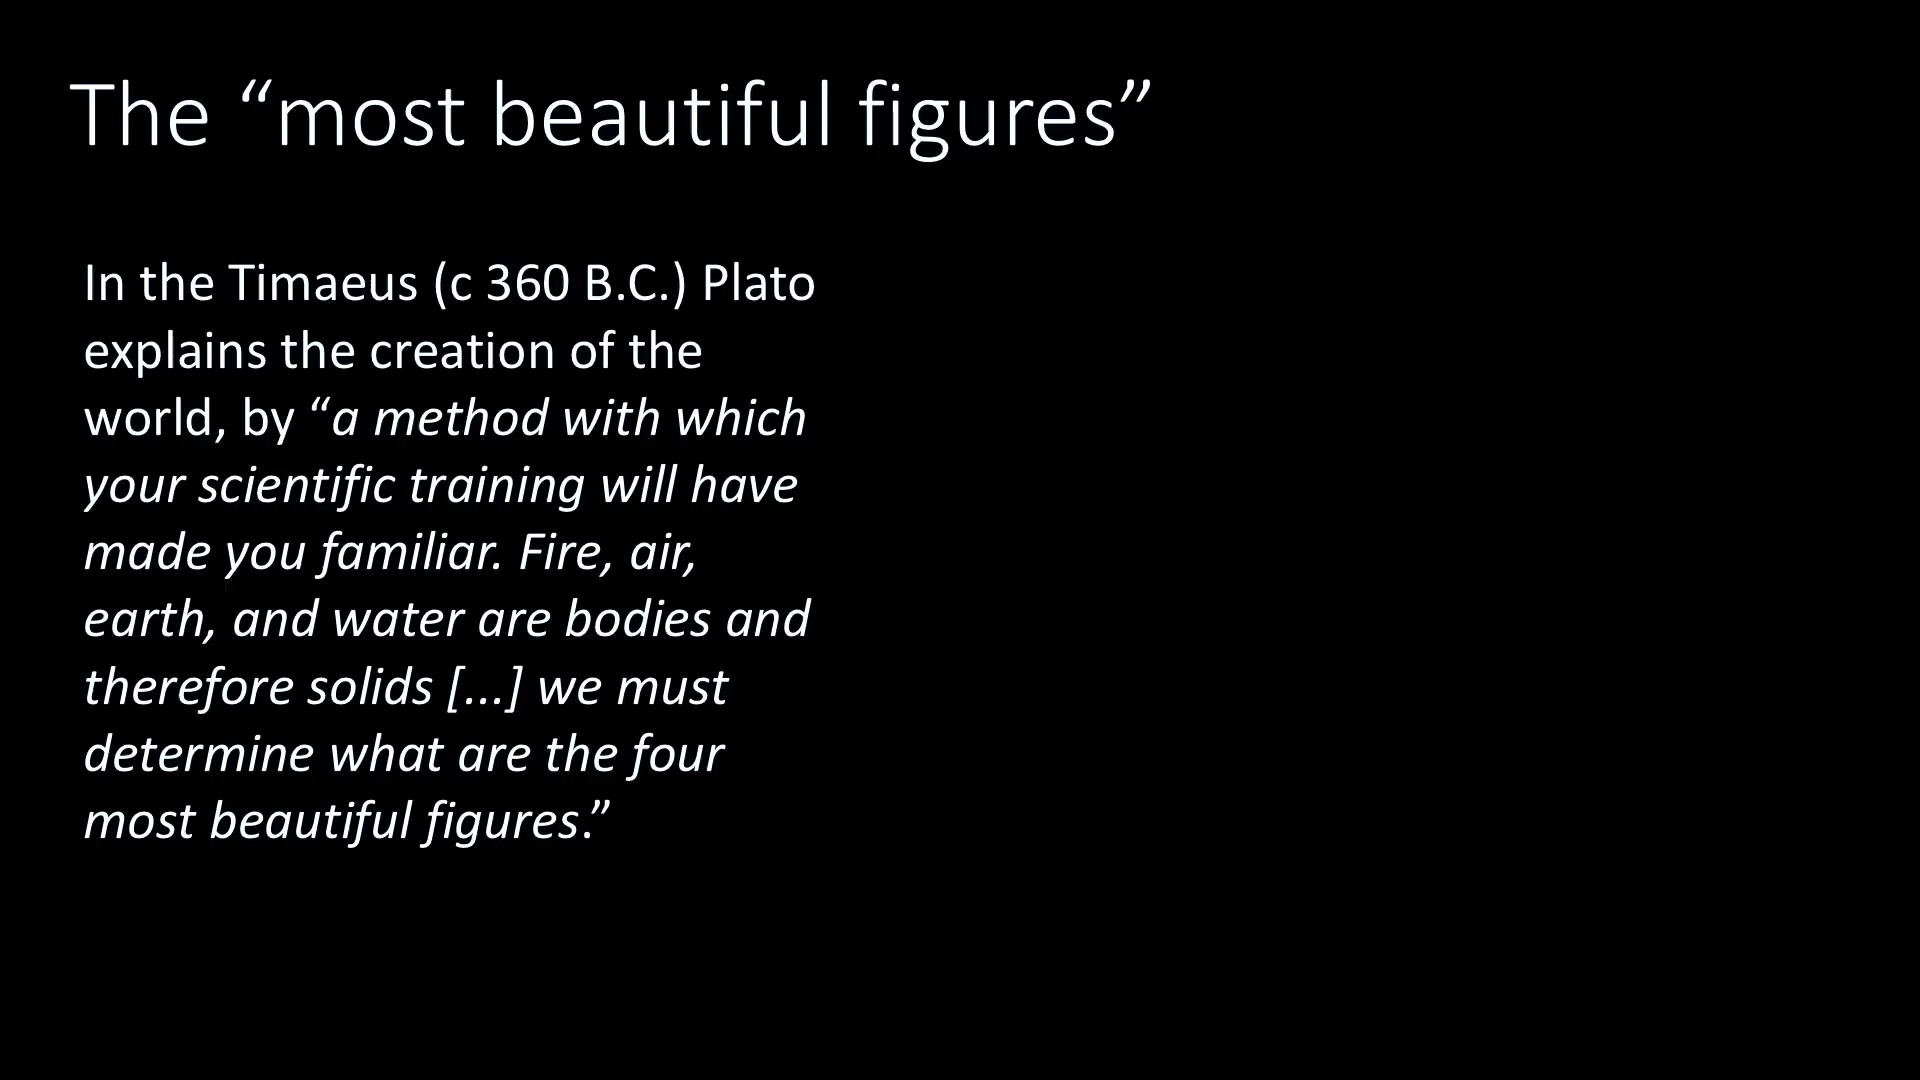 The “most beautiful figures”
In the Timaeus (c 360 B.C.) Plato
explains the creation of the
world, by “a method with which
your scientific training will have
made you familiar. Fire, air,
earth, and water are bodies and
therefore solids [...] we must
determine what are the four
most beautiful figures.”